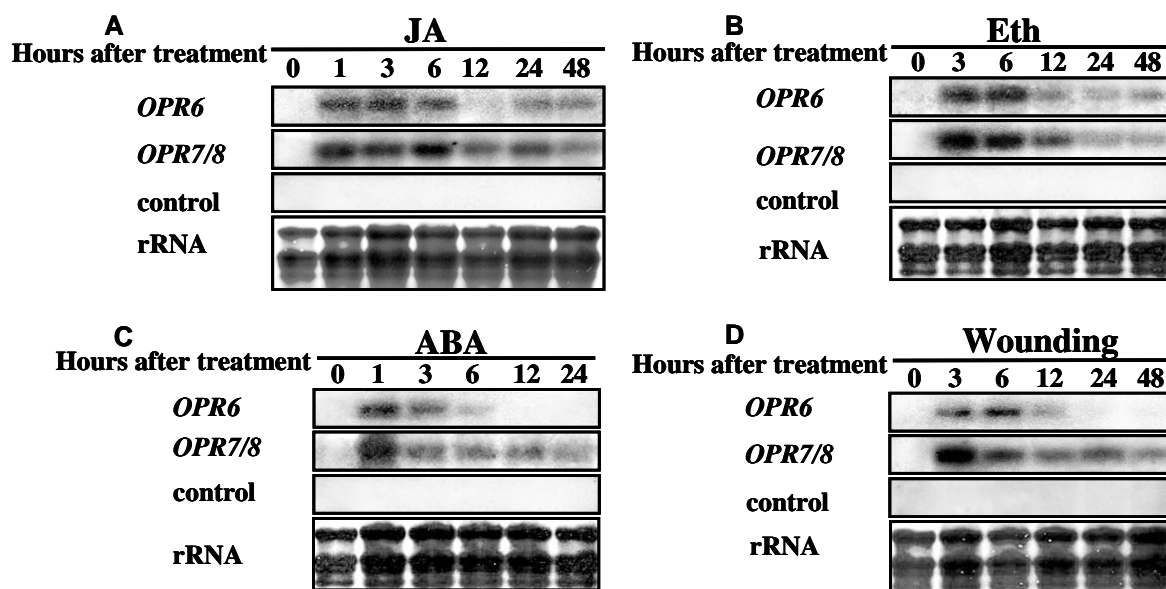 A
JA
Hours after treatment
0 1 3 6 12 24 48
OPR6
OPR7/8
control
rRNA
B
Eth
Hours after treatment
0 3 6 12 24 48
OPR6
OPR7/8
control
rRNA
C
ABA
Hours after treatment
0 1 3 6 12 24
OPR6
OPR7/8
control
rRNA
D
Wounding
Hours after treatment
0 3 6 12 24 48
OPR6
OPR7/8
control
rRNA